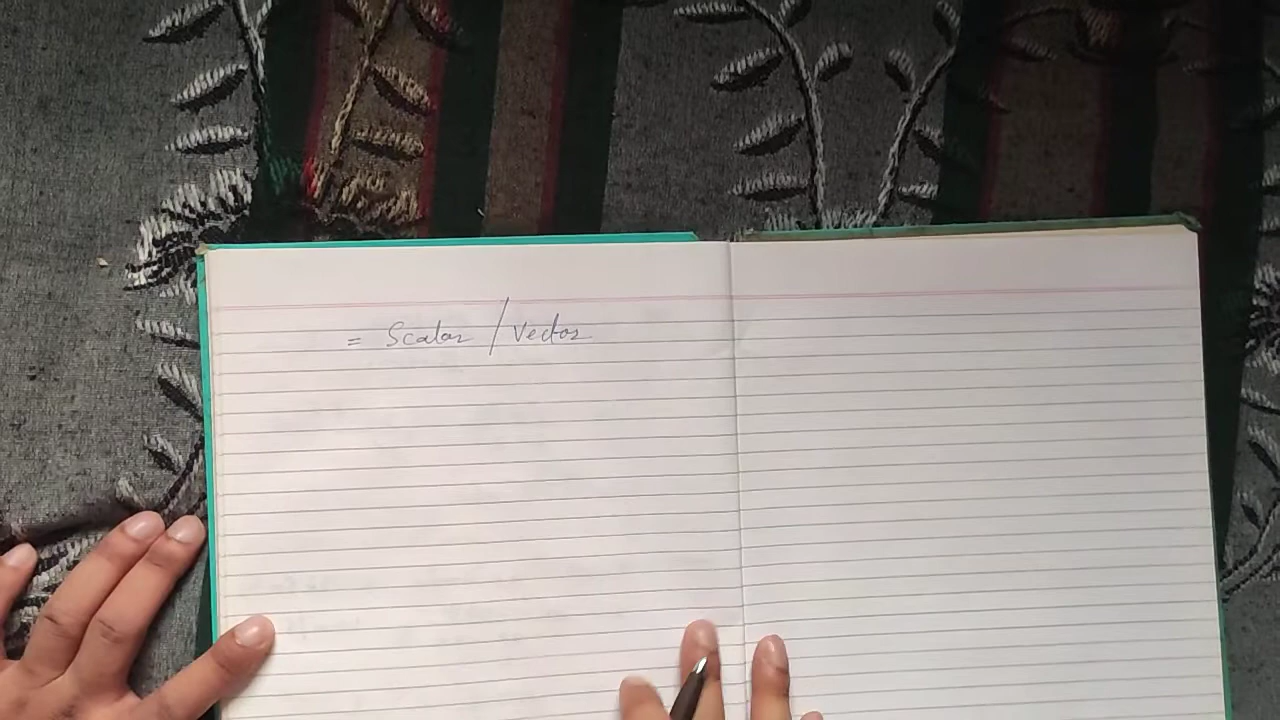 = Scalar / Vector